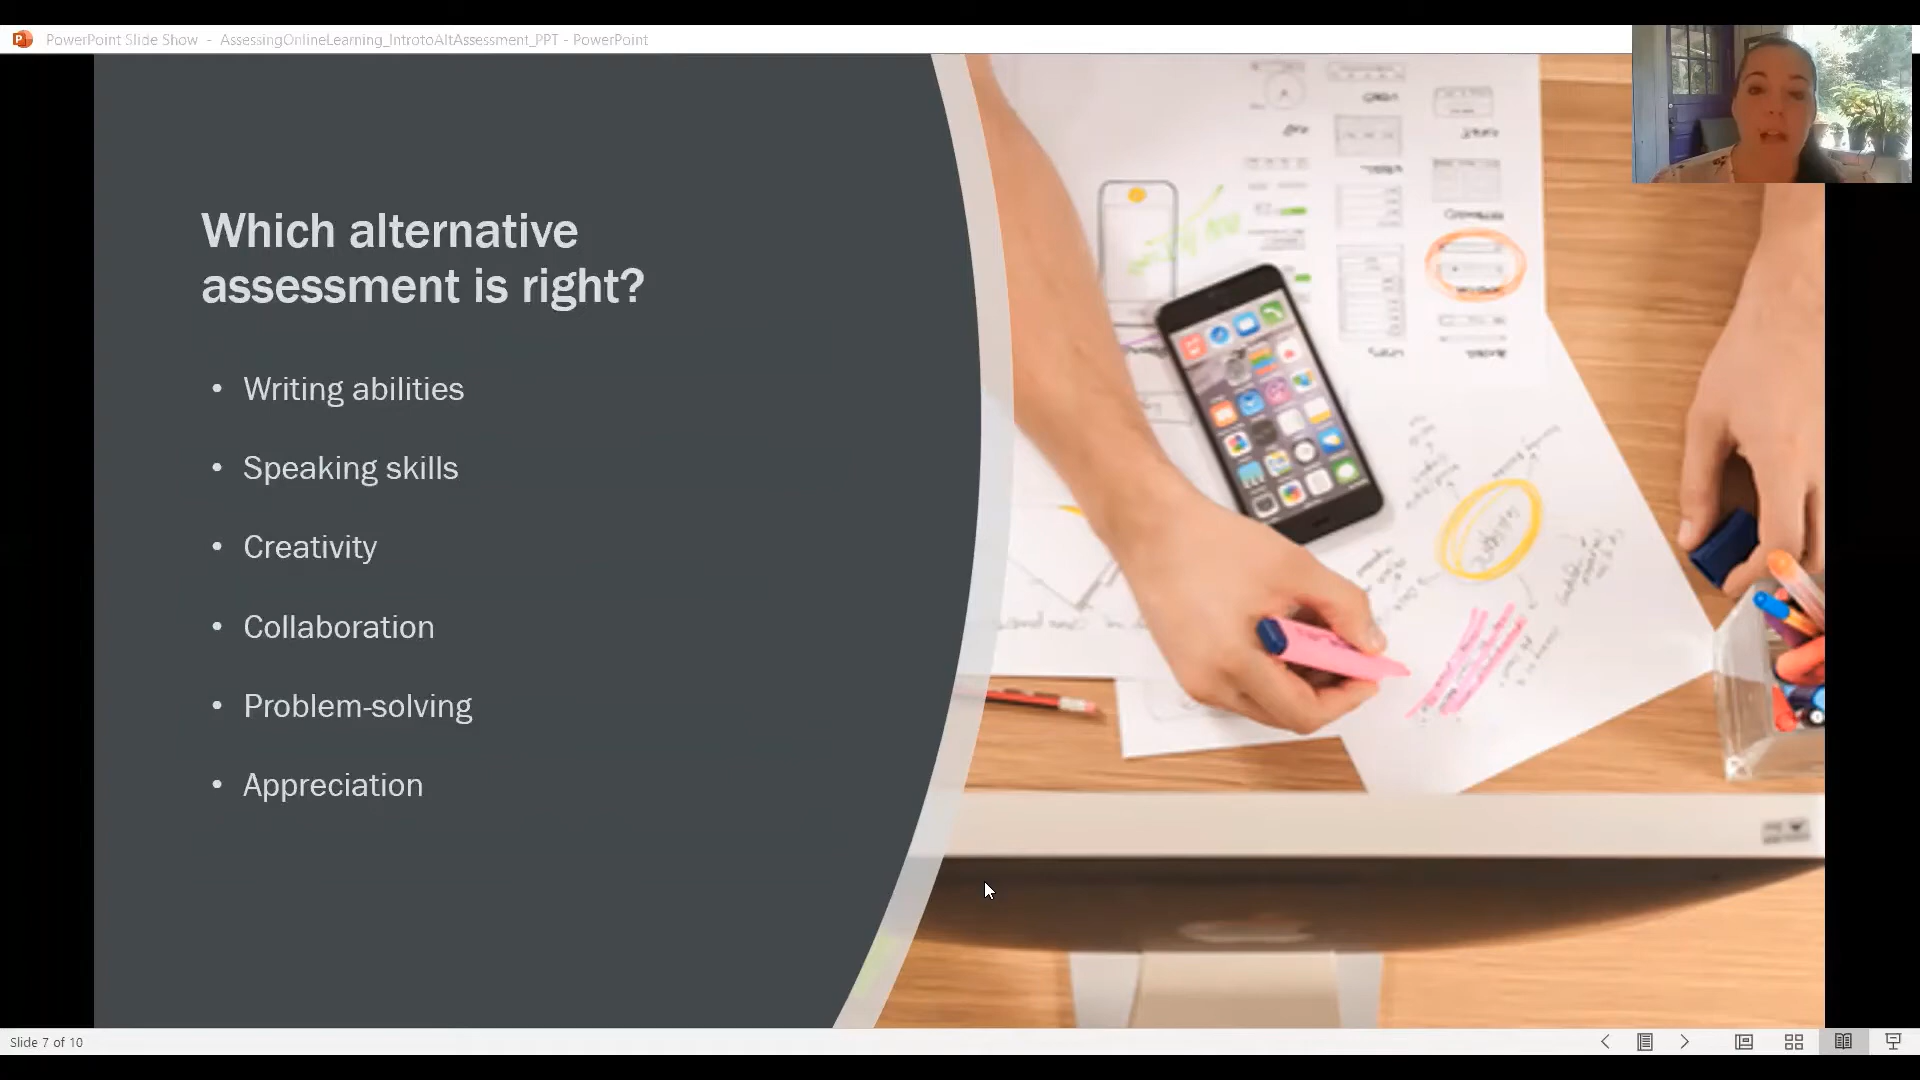 PowerPoint Slide Show - AssessingOnlineLearning_IntrotoAltAssessment_PPT - PowerPoint
Which alternative
assessment is right?
• Writing abilities
• Speaking skills
• Creativity
• Collaboration
• Problem-solving
• Appreciation
Slide 7 of 10